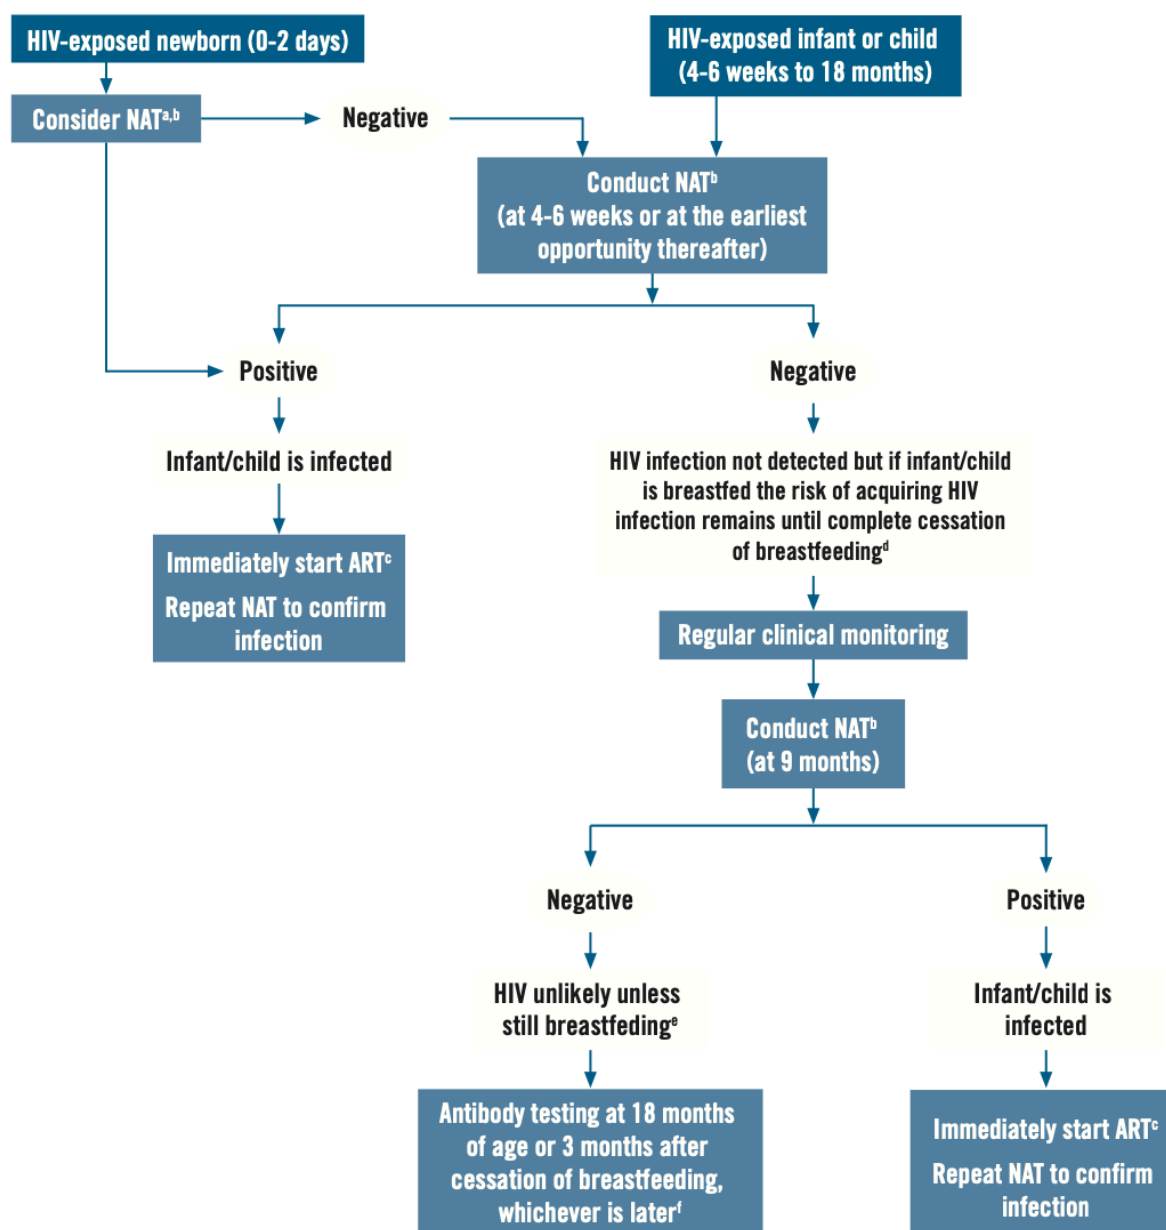 HIV-exposed newborn (0-2 days)
HIV-exposed infant or child
(4-6 weeks to 18 months)
Consider NATᵃ,ᵇ
Negative
Conduct NATᵇ
(at 4-6 weeks or at the earliest
opportunity thereafter)
Positive
Negative
Infant/child is infected
HIV infection not detected but if infant/child
is breastfed the risk of acquiring HIV
infection remains until complete cessation
of breastfeedingᵈ
Immediately start ARTᶜ
Repeat NAT to confirm
infection
Regular clinical monitoring
Conduct NATᵇ
(at 9 months)
Negative
Positive
HIV unlikely unless
still breastfedingᵉ
Infant/child is
infected
Antibody testing at 18 months
of age or 3 months after
cessation of breastfeeding,
whichever is laterᶠ
Immediately start ARTᶜ
Repeat NAT to confirm
infection